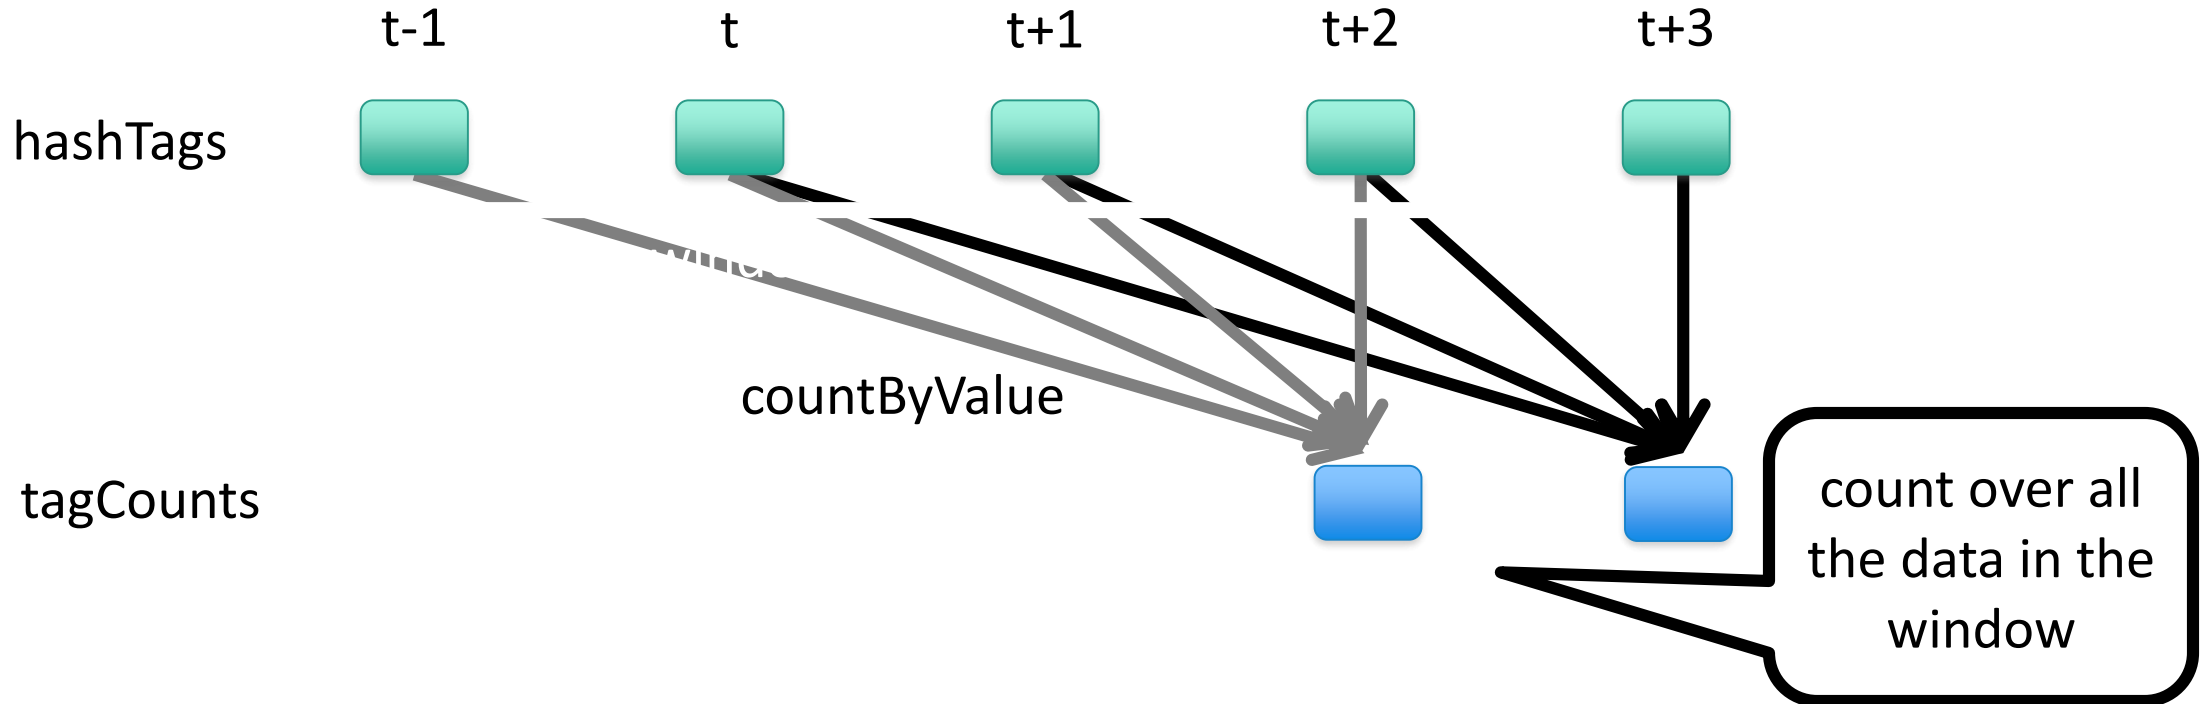 t-1 t t+1 t+2 t+3
hashTags
countByValue
tagCounts
count over all
the data in the
window